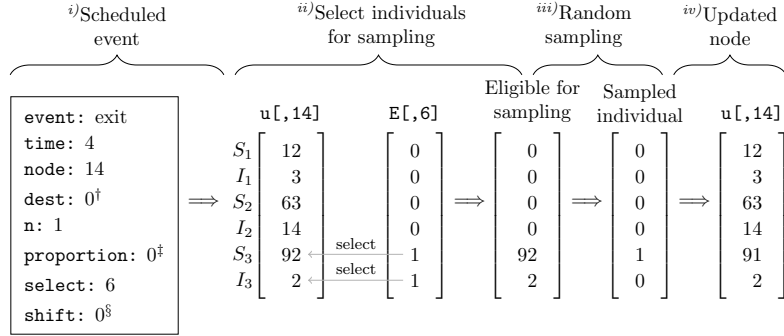 i)Scheduled event
ii)Select individuals for sampling
iii)Random sampling
iv)Updated node
event: exit
time: 4
node: 14
dest: 0†
n: 1
proportion: 0‡
select: 6
shift: 0§
u[,14] E[,6] Eligible for sampling Sampled individual u[,14]
S1 12 0 0 0 12
I1 3 0 0 0 3
S2 63 0 0 0 63
I2 14 0 0 0 14
S3 92 select 1 92 1 91
I3 2 select 1 2 0 2
⟹ ⟹ ⟹ ⟹